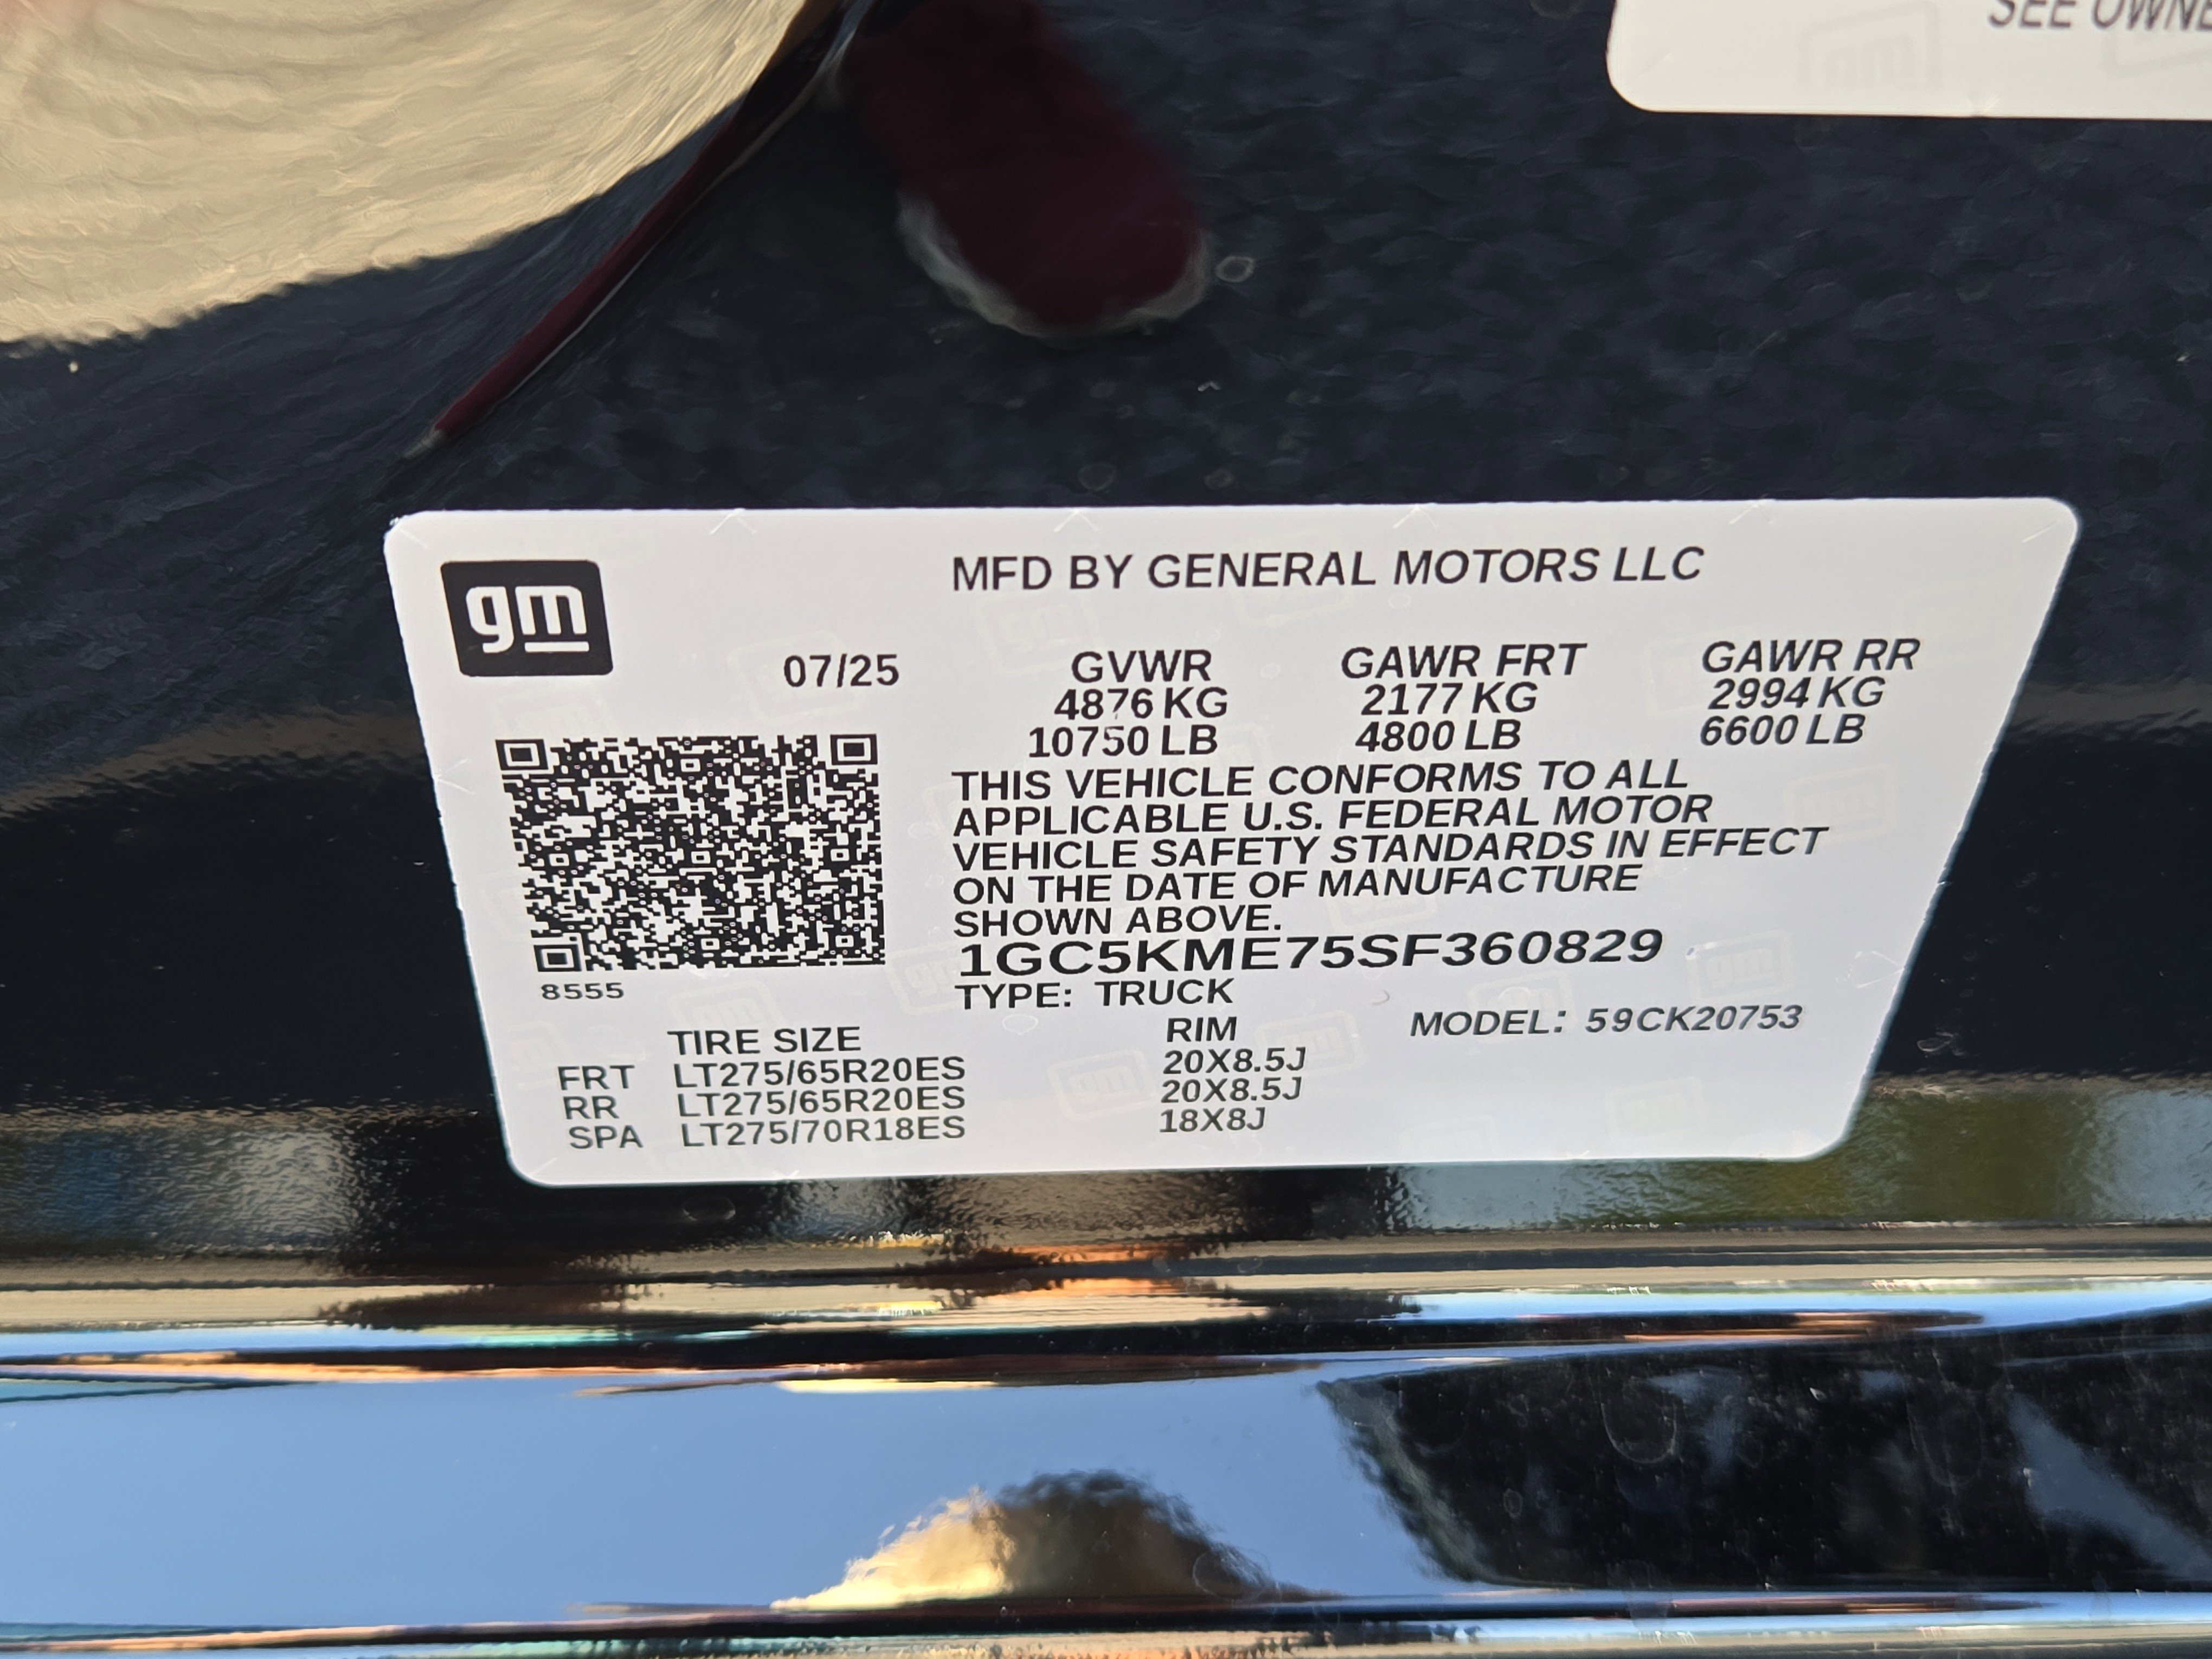 SEE OWNE
gm
MFD BY GENERAL MOTORS LLC
07/25 GVWR GAWR FRT GAWR RR
4876 KG 2177 KG 2994 KG
10750 LB 4800 LB 6600 LB
THIS VEHICLE CONFORMS TO ALL
APPLICABLE U.S. FEDERAL MOTOR
VEHICLE SAFETY STANDARDS IN EFFECT
ON THE DATE OF MANUFACTURE
SHOWN ABOVE.
1GC5KME75SF360829
8555
TYPE: TRUCK
MODEL: 59CK20753
TIRE SIZE RIM
FRT LT275/65R20ES 20X8.5J
RR LT275/65R20ES 20X8.5J
SPA LT275/70R18ES 18X8J